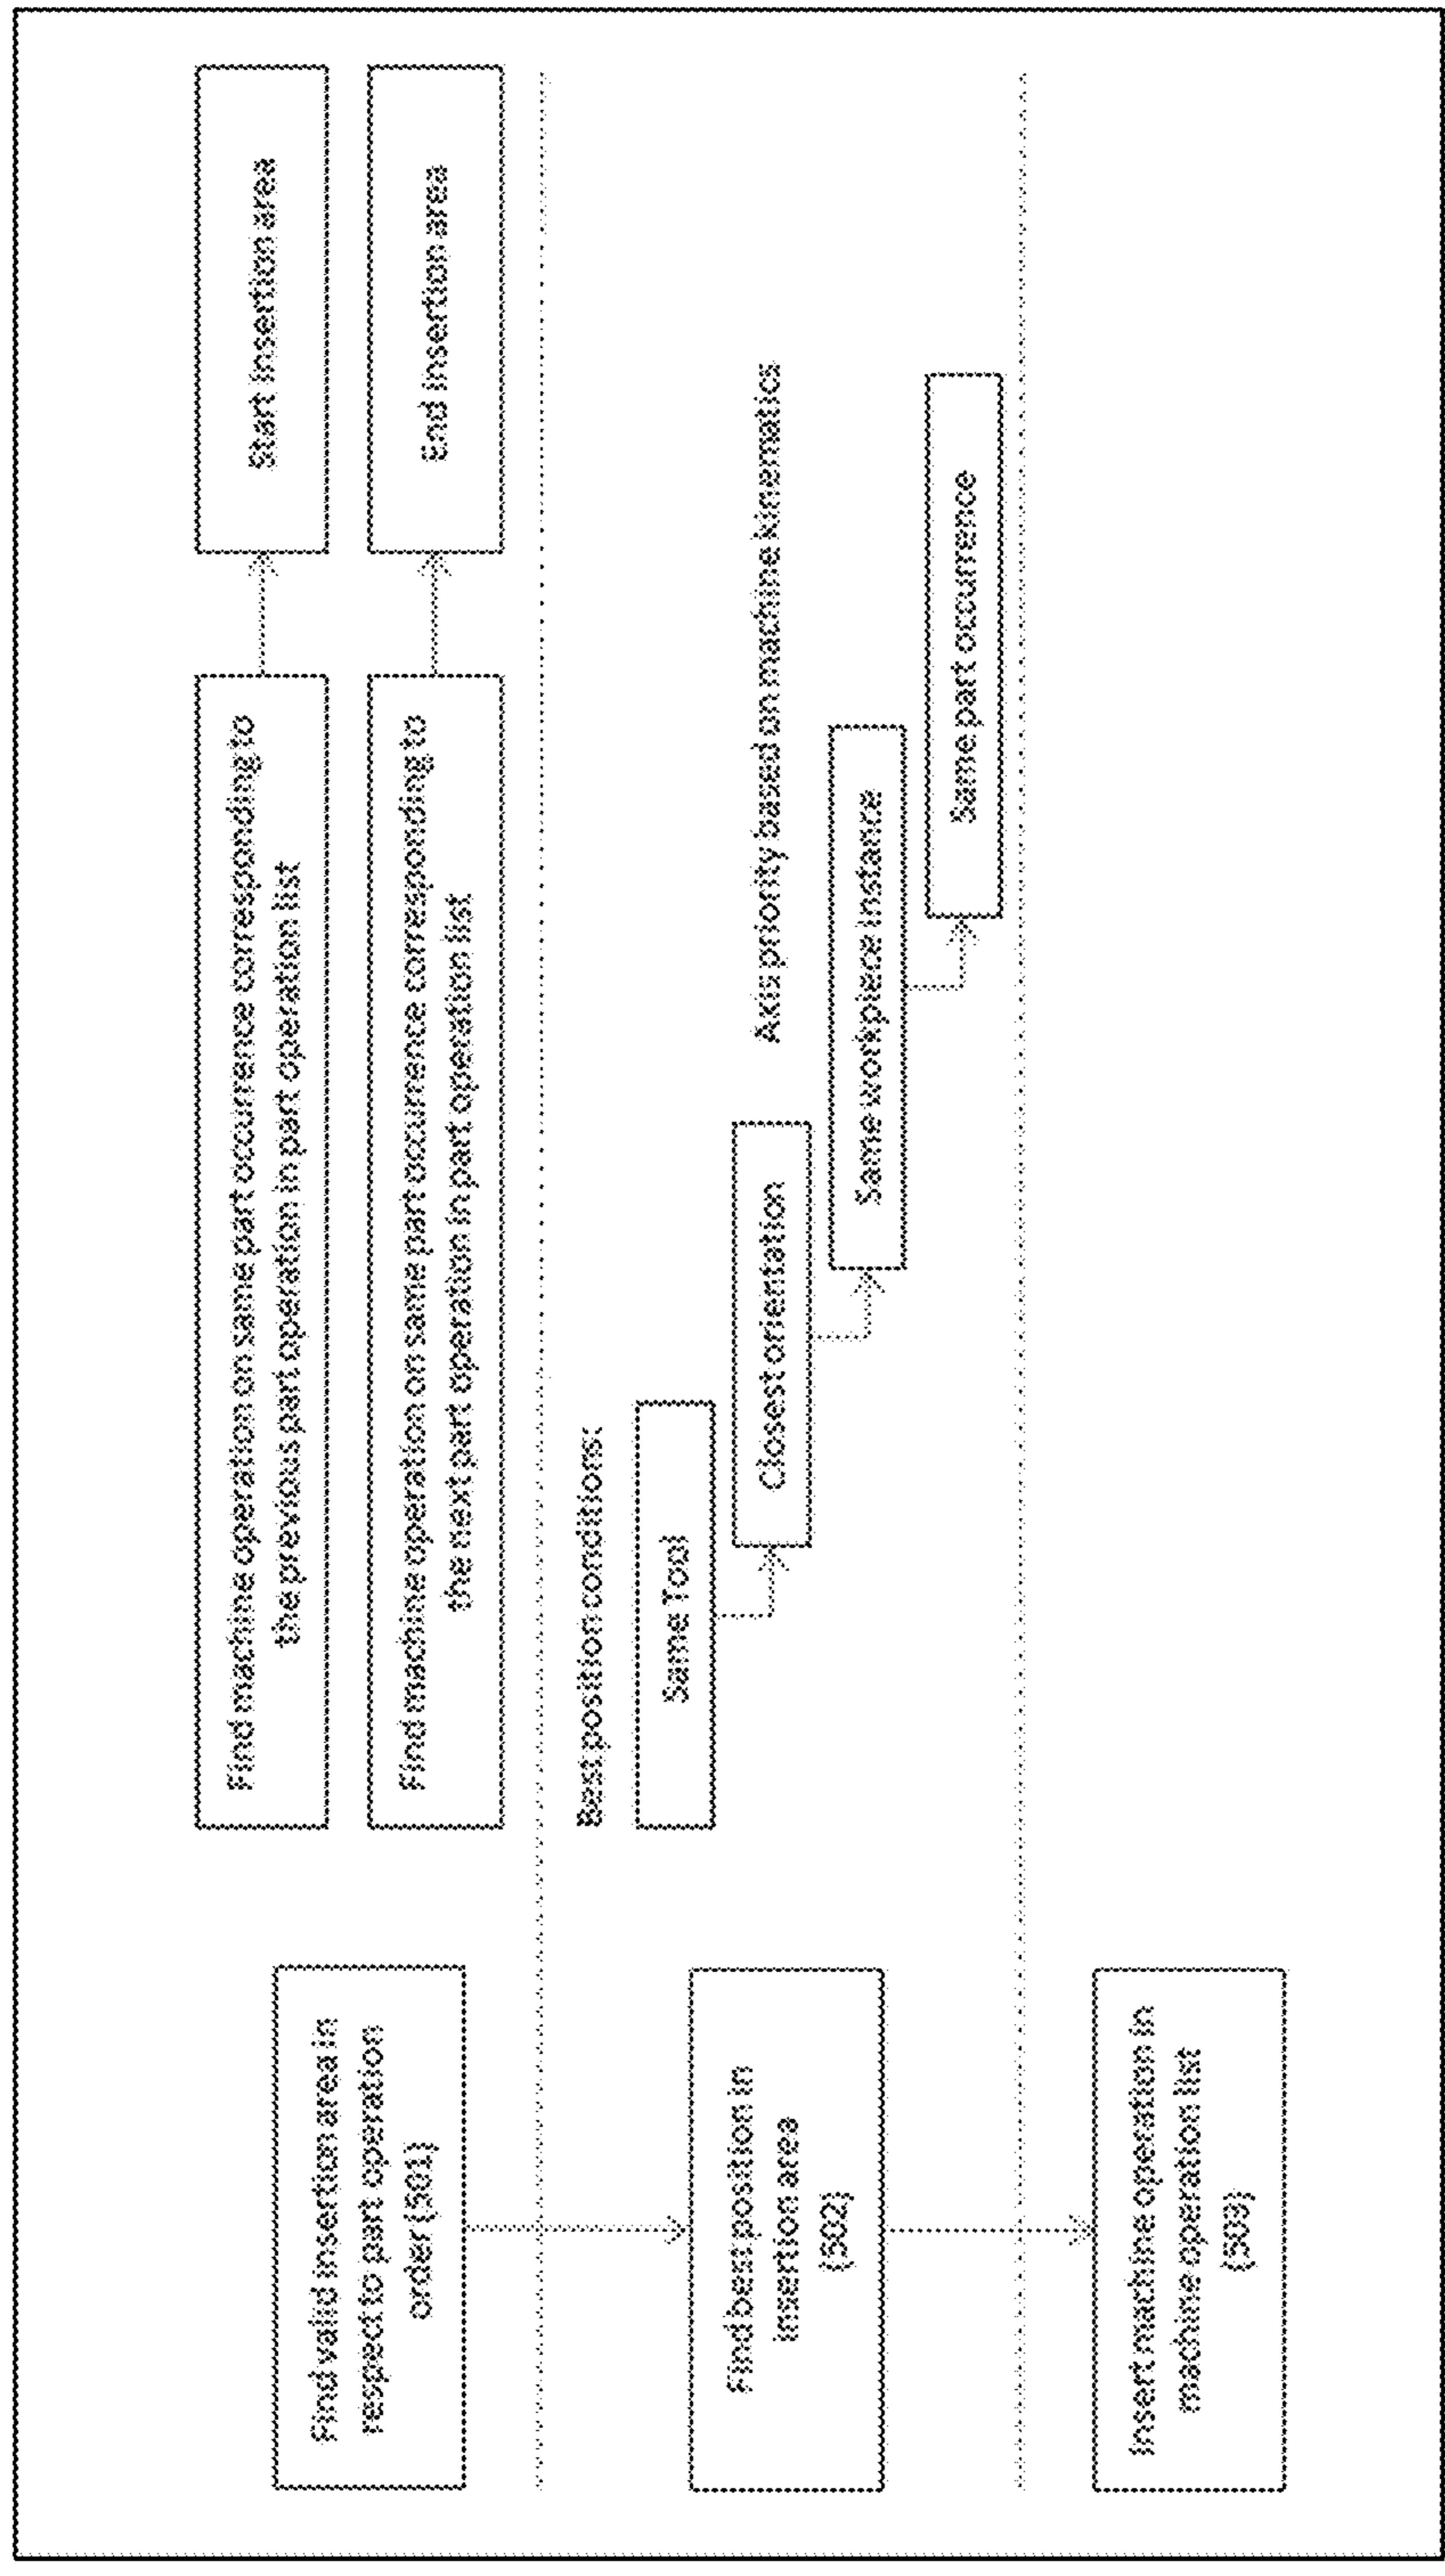 Find valid insertion area in
respect to part operation
order (501)
Find machine operation on same part occurrence corresponding to
the previous part operation in part operation list
Start insertion area
Find machine operation on same part occurrence corresponding to
the next part operation in part operation list
End insertion area
Find best position in
insertion area
(502)
Best position conditions:
Same Tool
Closest orientation
Axis priority based on machine kinematics
Same workpiece instance
Same part occurrence
Insert machine operation in
machine operation list
(503)